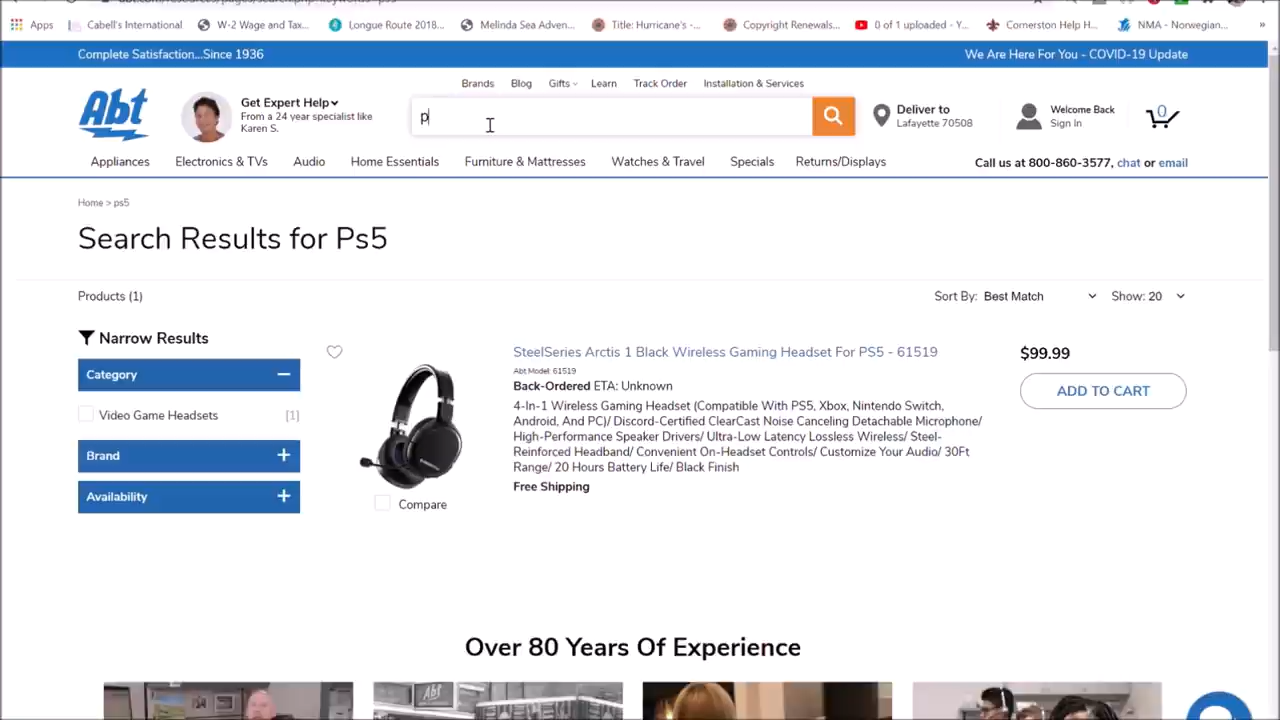 Apps
Cabell's International
W-2 Wage and Tax...
Longue Route 2018...
Melinda Sea Adven...
Title: Hurricane's -...
Copyright Renewals...
0 of 1 uploaded - Y...
Cornerston Help H...
NMA - Norwegian...
»
Complete Satisfaction...Since 1936
We Are Here For You - COVID-19 Update
Brands
Blog
Gifts
Learn
Track Order
Installation & Services
Abt
Get Expert Help
From a 24 year specialist like
Karen S.
p
Deliver to
Lafayette 70508
Welcome Back
Sign In
0
Appliances
Electronics & TVs
Audio
Home Essentials
Furniture & Mattresses
Watches & Travel
Specials
Returns/Displays
Call us at 800-860-3577, chat or email
Home > ps5
Search Results for Ps5
Products (1)
Sort By: Best Match
Show: 20
Narrow Results
Category
Video Game Headsets [1]
Brand
Availability
SteelSeries Arctis 1 Black Wireless Gaming Headset For PS5 - 61519
Abt Model: 61519
Back-Ordered ETA: Unknown
4-In-1 Wireless Gaming Headset (Compatible With PS5, Xbox, Nintendo Switch,
Android, And PC)/ Discord-Certified ClearCast Noise Canceling Detachable Microphone/
High-Performance Speaker Drivers/ Ultra-Low Latency Lossless Wireless/ Steel-
Reinforced Headband/ Convenient On-Headset Controls/ Customize Your Audio/ 30Ft
Range/ 20 Hours Battery Life/ Black Finish
Free Shipping
Compare
$99.99
ADD TO CART
Over 80 Years Of Experience
Abt